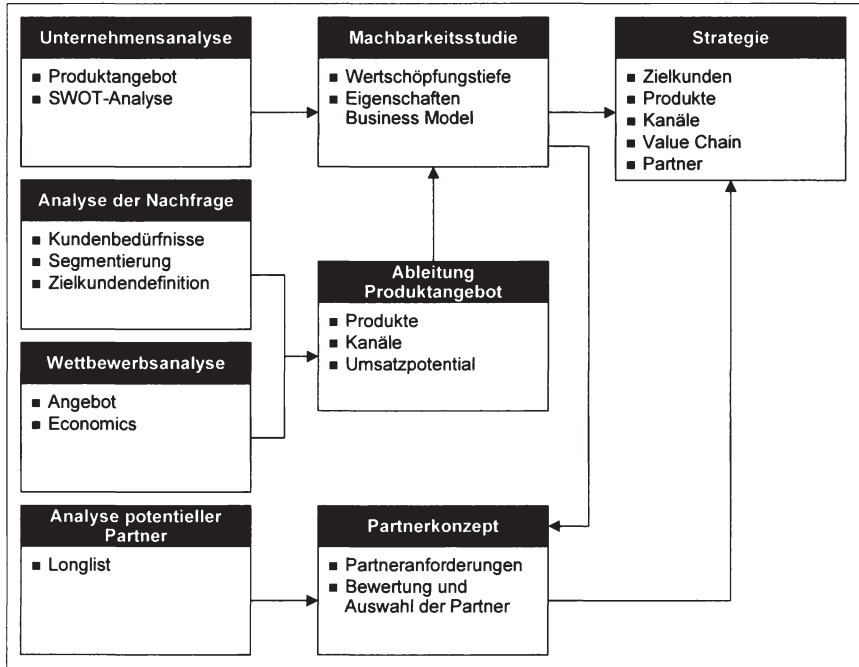 Unternehmensanalyse
■ Produktangebot
■ SWOT-Analyse
Machbarkeitsstudie
■ Wertschöpfungstiefe
■ Eigenschaften
Business Model
Strategie
■ Zielkunden
■ Produkte
■ Kanäle
■ Value Chain
■ Partner
Analyse der Nachfrage
■ Kundenbedürfnisse
■ Segmentierung
■ Zielkundendefinition
Ableitung
Produktangebot
■ Produkte
■ Kanäle
■ Umsatzpotential
Wettbewerbsanalyse
■ Angebot
■ Economics
Analyse potentieller
Partner
■ Longlist
Partnerkonzept
■ Partneranforderungen
■ Bewertung und
Auswahl der Partner